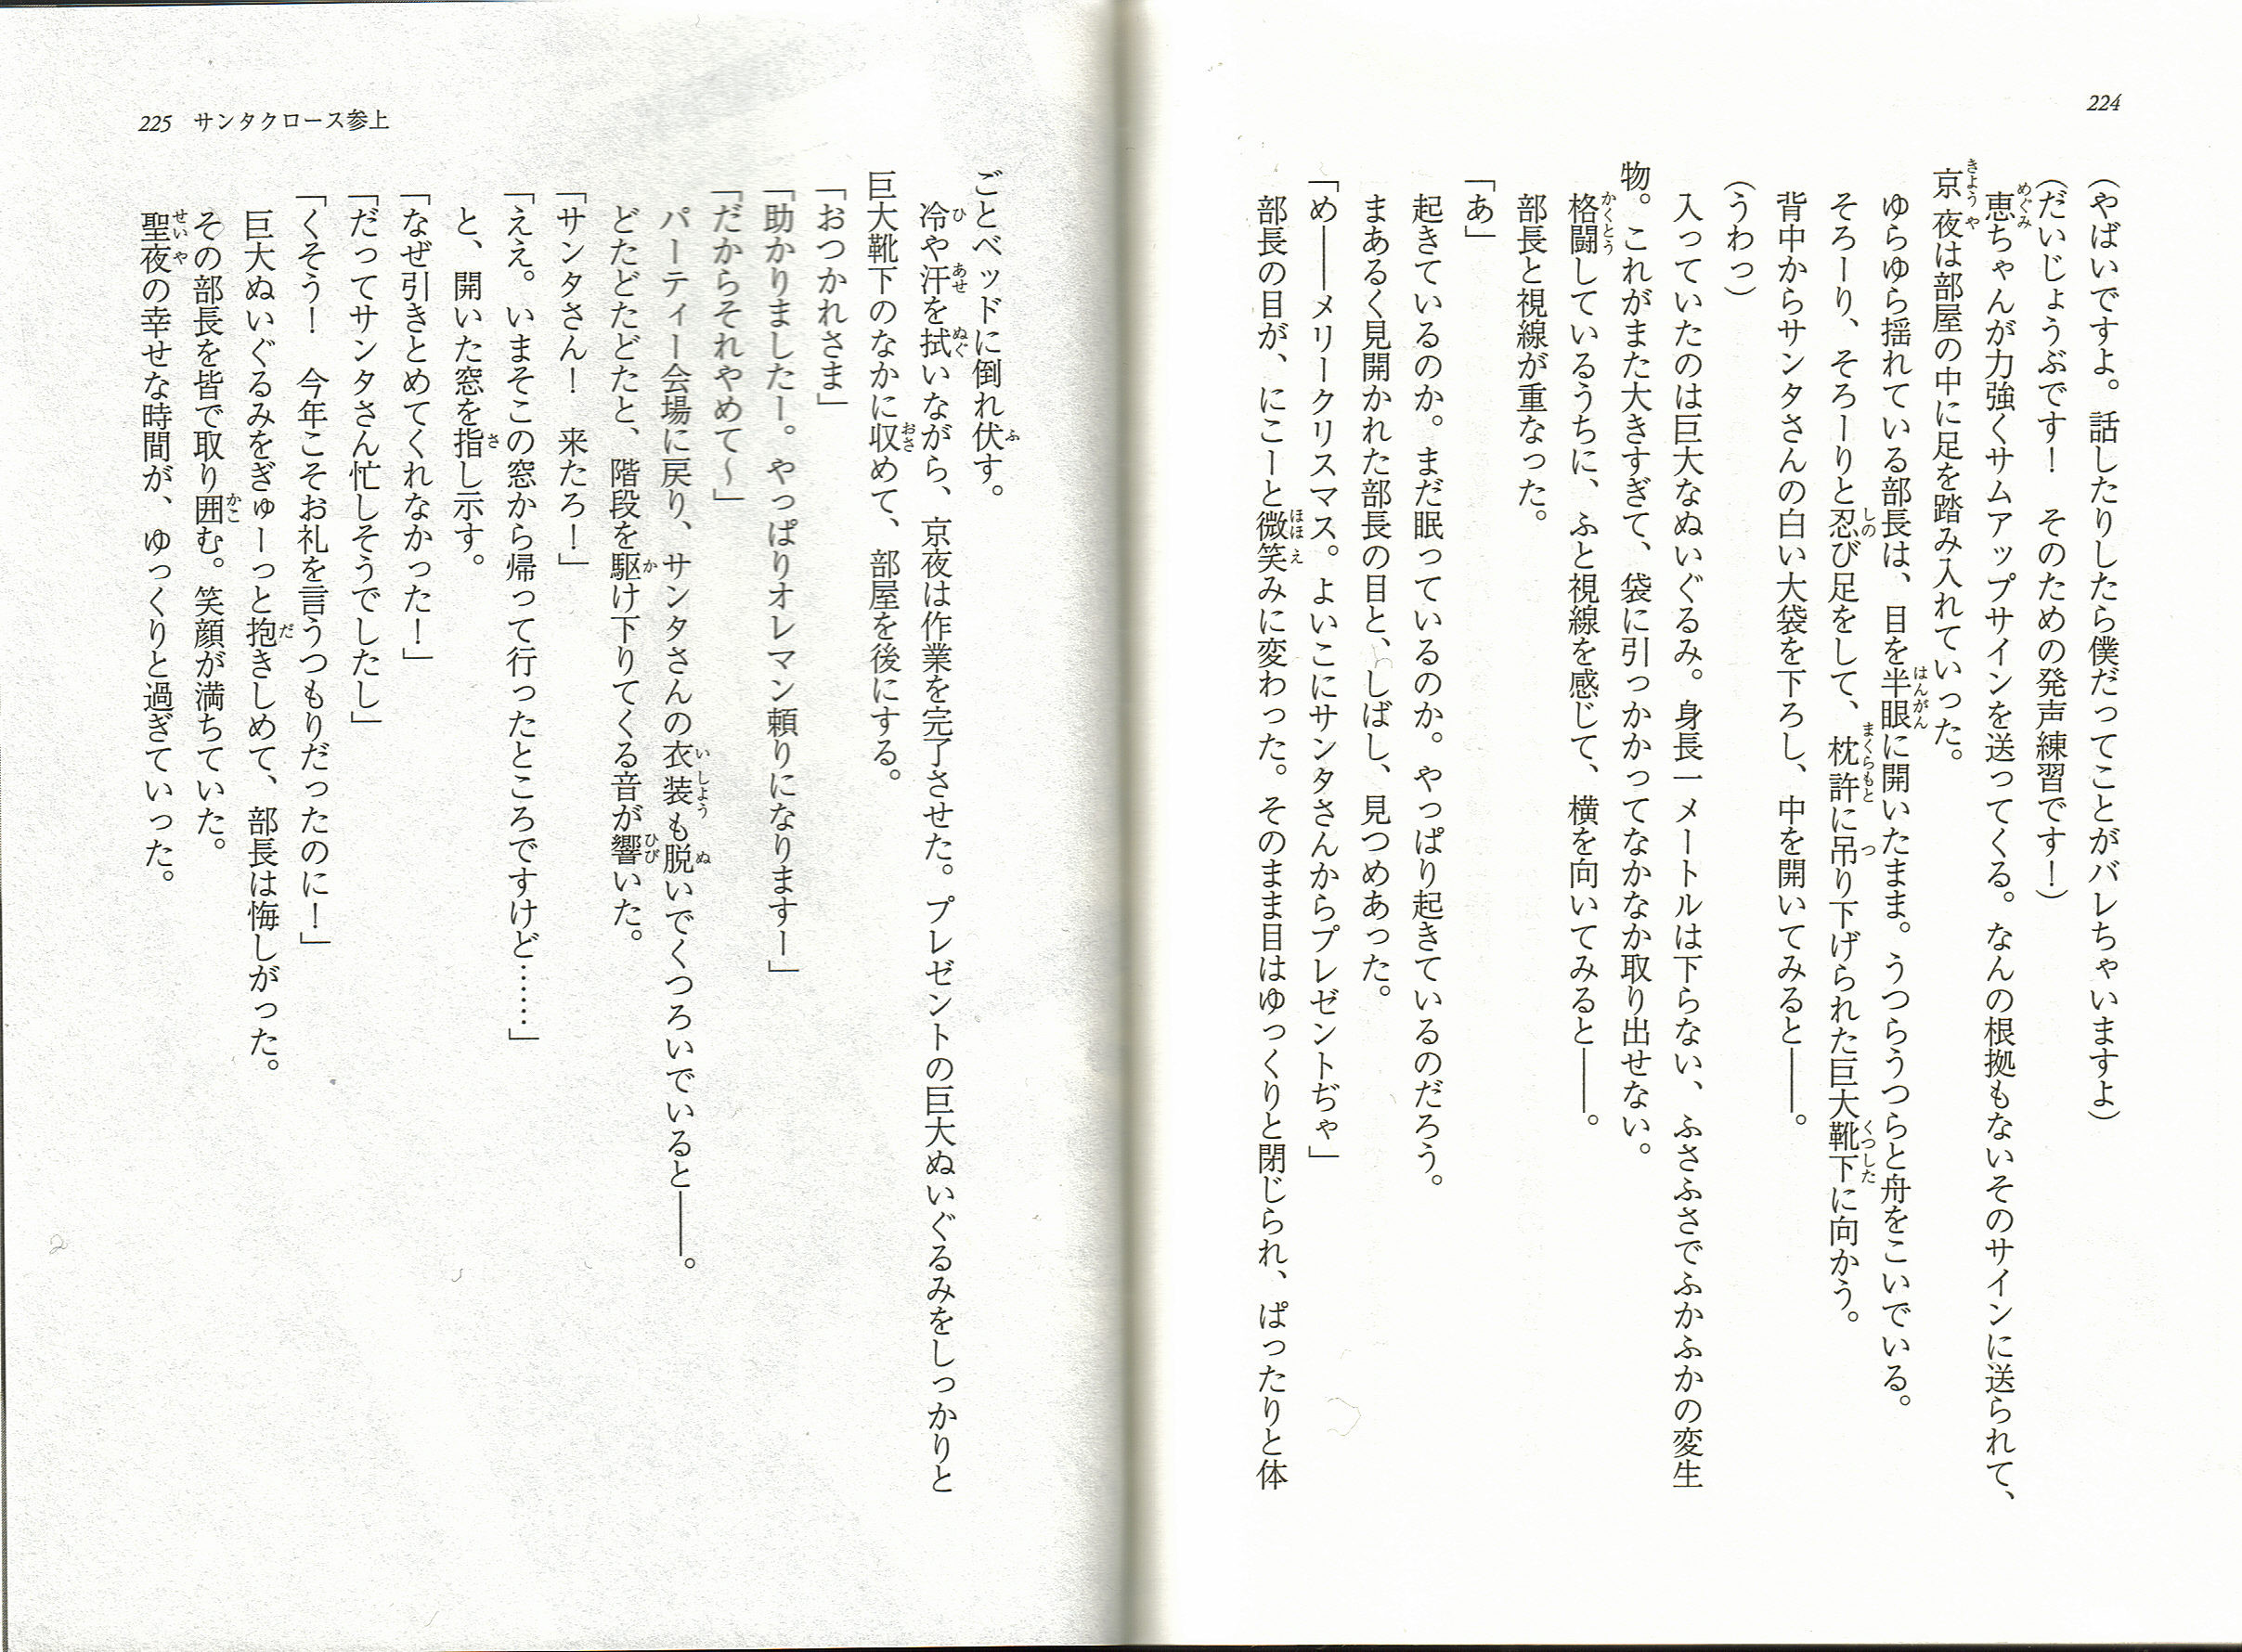 224
(やばいですよ。話したりしたら僕だってことがバレちゃいますよ)
(だいじょうぶです！　そのための発声練習です！)
恵ちゃんが力強くサムアップサインを送ってくる。なんの根拠もないそのサインに送られて、
京夜は部屋の中に足を踏み入れていった。
ゆらゆら揺れている部長は、目を半眼に開いたまま。うつらうつらと舟をこいでいる。
そろーり、そろーりと忍び足をして、枕許に吊り下げられた巨大靴下に向かう。
背中からサンタさんの白い大袋を下ろし、中を開いてみると――。
(うわっ)
入っていたのは巨大なぬいぐるみ。身長一メートルは下らない、ふさふさでふかふかの変生
物。これがまた大きすぎて、袋に引っかかってなかなか取り出せない。
格闘しているうちに、ふと視線を感じて、横を向いてみると――。
部長と視線が重なった。
「あ」
起きているのか。まだ眠っているのか。やっぱり起きているのだろう。
まあるく見開かれた部長の目と、しばし、見つめあった。
「め――メリークリスマス。よいこにサンタさんからプレゼントぢゃ」
部長の目が、にこーと微笑みに変わった。そのまま目はゆっくりと閉じられ、ぱったりと体
225 サンタクロース参上
ごとベッドに倒れ伏す。
冷や汗を拭いながら、京夜は作業を完了させた。プレゼントの巨大ぬいぐるみをしっかりと
巨大靴下のなかに収めて、部屋を後にする。
「おつかれさま」
「助かりましたー。やっぱりオレマン頼りになりますー」
「だからそれやめて～」
パーティー会場に戻り、サンタさんの衣装も脱いでくつろいでいると――。
どたどたどたと、階段を駆け下りてくる音が響いた。
「サンタさん！　来たろ！」
「ええ。いまそこの窓から帰って行ったところですけど……」
と、開いた窓を指し示す。
「なぜ引きとめてくれなかった！」
「だってサンタさん忙しそうでしたし」
「くそう！　今年こそお礼を言うつもりだったのに！」
巨大ぬいぐるみをぎゅーっと抱きしめて、部長は悔しがった。
その部長を皆で取り囲む。笑顔が満ちていた。
聖夜の幸せな時間が、ゆっくりと過ぎていった。